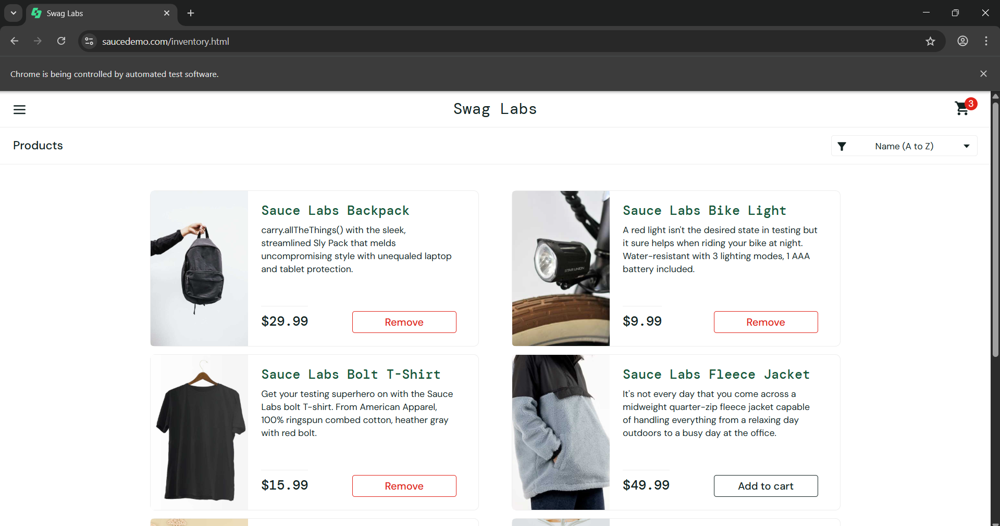 Swag Labs
saucedemo.com/inventory.html
Chrome is being controlled by automated test software.
Swag Labs
3
Products
Name (A to Z)
Sauce Labs Backpack
carry.allTheThings() with the sleek,
streamlined Sly Pack that melds
uncompromising style with unequaled laptop
and tablet protection.
$29.99
Remove
Sauce Labs Bike Light
A red light isn't the desired state in testing but
it sure helps when riding your bike at night.
Water-resistant with 3 lighting modes, 1 AAA
battery included.
STAR UNION
$9.99
Remove
Sauce Labs Bolt T-Shirt
Get your testing superhero on with the Sauce
Labs bolt T-shirt. From American Apparel,
100% ringspun combed cotton, heather gray
with red bolt.
$15.99
Remove
Sauce Labs Fleece Jacket
It's not every day that you come across a
midweight quarter-zip fleece jacket capable
of handling everything from a relaxing day
outdoors to a busy day at the office.
$49.99
Add to cart